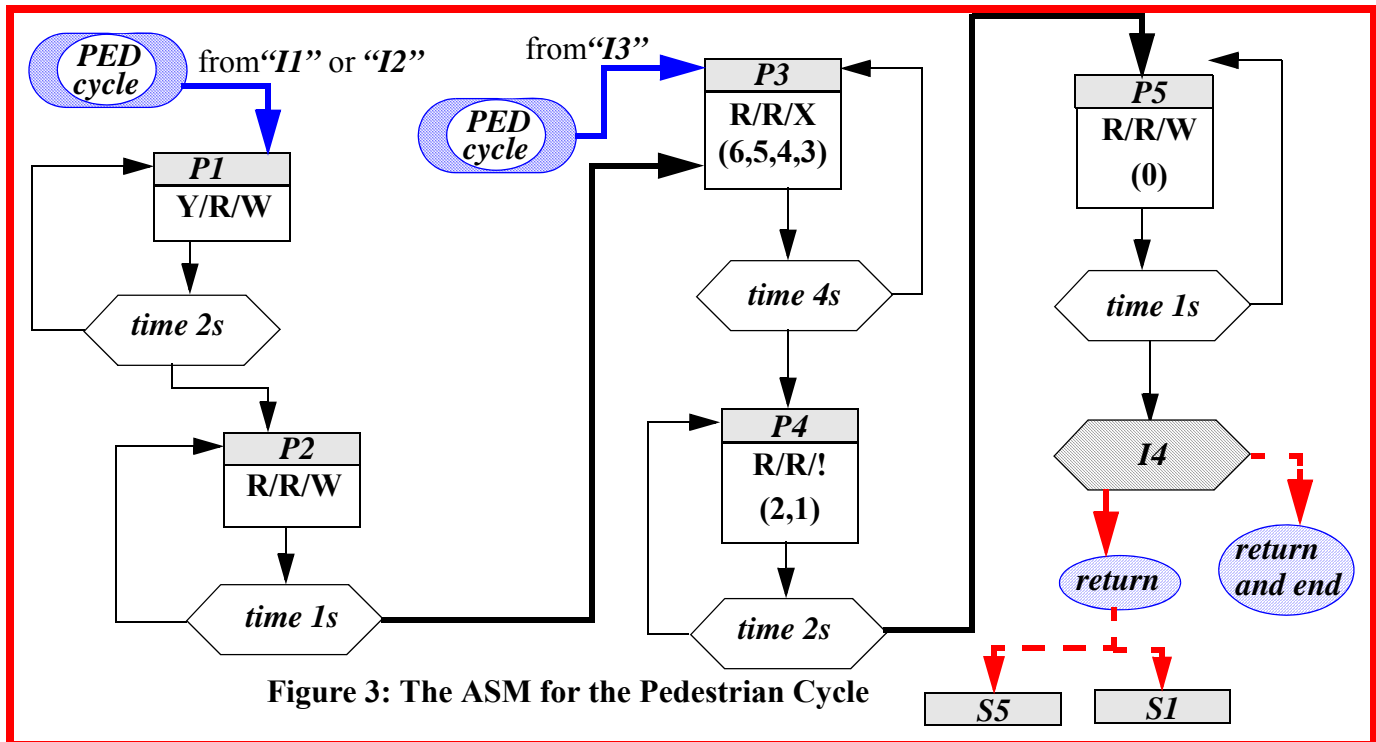 PED
cycle
from“I1” or “I2”
P1
Y/R/W
time 2s
P2
R/R/W
time 1s
from“I3”
PED
cycle
P3
R/R/X
(6,5,4,3)
time 4s
P4
R/R/!
(2,1)
time 2s
P5
R/R/W
(0)
time 1s
I4
return
return
and end
S5
S1
Figure 3: The ASM for the Pedestrian Cycle